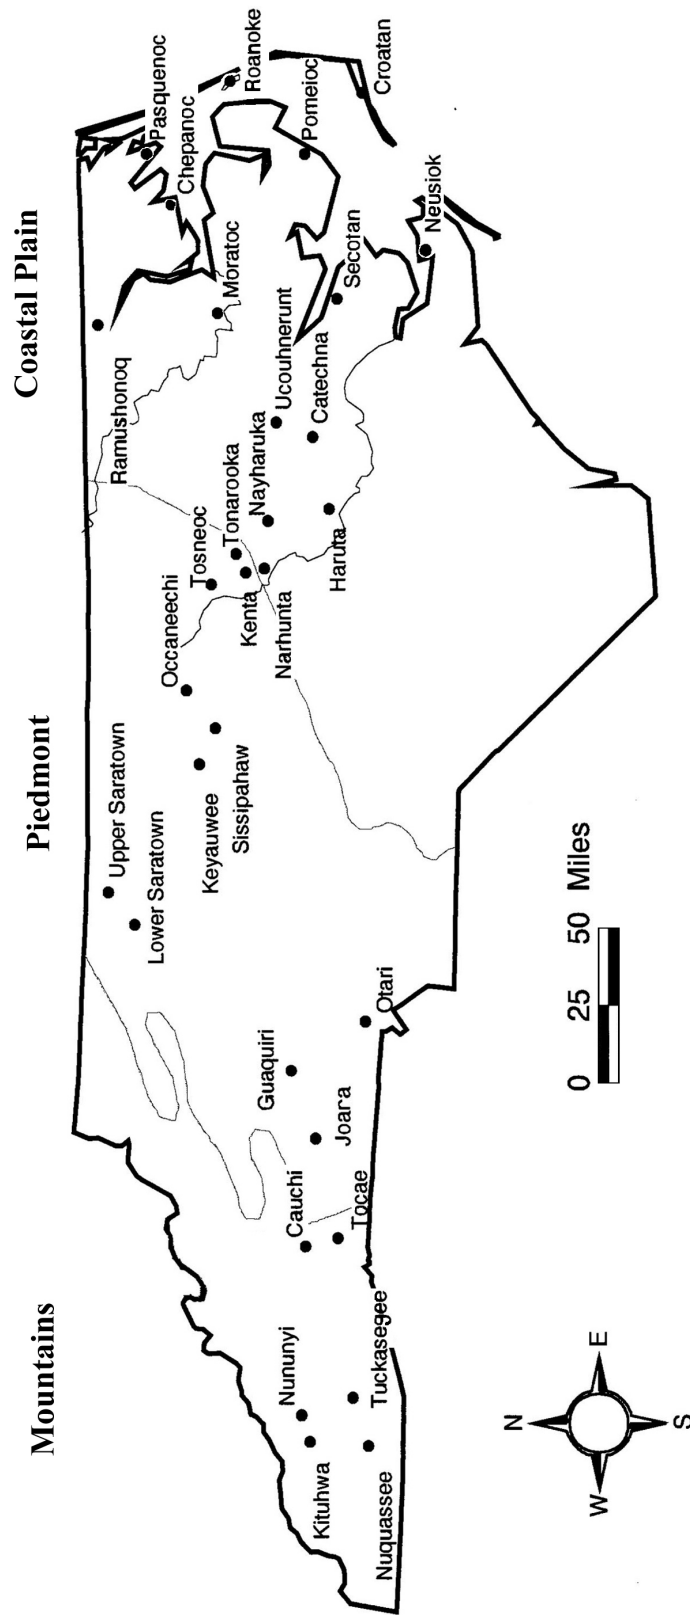 Mountains
Piedmont
Coastal Plain
Ramushonoq
Pasquenoc
Chepanoc
Roanoke
Moratoc
Pomeioc
Croatan
Upper Saratown
Lower Saratown
Occaneechi
Tosneoc
Tonarooka
Nayharuka
Ucouhnerunt
Catechna
Secotan
Neusiok
Keyauwee
Sissipahaw
Kenta
Narhunta
Haruta
Guaquiri
Joara
Otari
Cauchi
Tocae
Nununyi
Kituhwa
Tuckasegee
Nuquassee
N
W
E
S
0 25 50 Miles